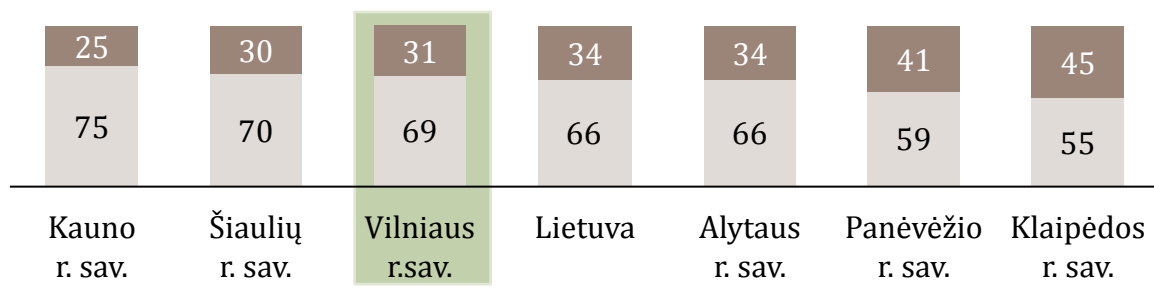 25 30 31 34 34 41 45
75 70 69 66 66 59 55
Kauno Šiaulių Vilniaus Lietuva Alytaus Panėvėžio Klaipėdos
r. sav. r. sav. r.sav. r. sav. r. sav. r. sav.